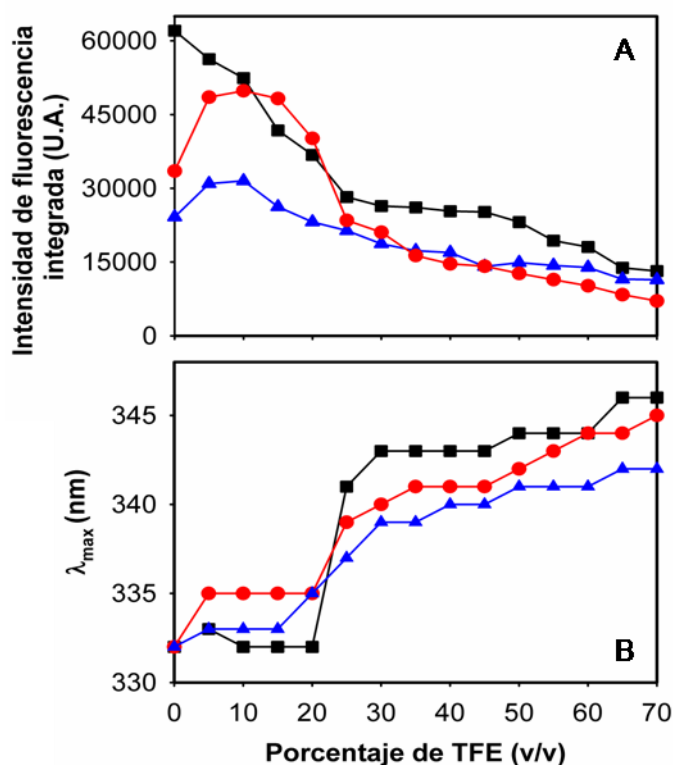 A
Intensidad de fluorescencia
integrada (U.A.)
60000
45000
30000
15000
0
B
λmax (nm)
345
340
335
330
0 10 20 30 40 50 60 70
Porcentaje de TFE (v/v)